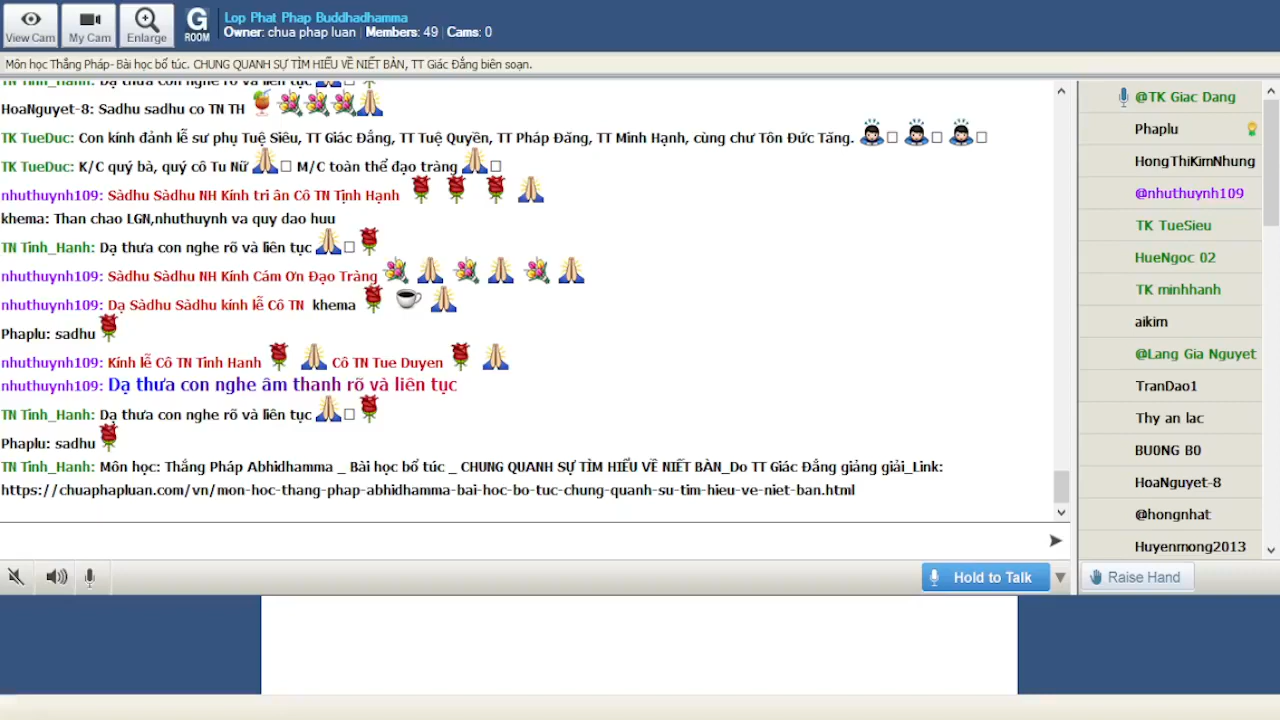 View Cam
My Cam
Enlarge
G
ROOM
Lop Phat Phap Buddhadhamma
Owner: chua phap luan | Members: 49 | Cams: 0
Môn học Thắng Pháp- Bài học bổ túc. CHUNG QUANH SỰ TÌM HIỂU VỀ NIẾT BÀN, TT Giác Đẳng biên soạn.
TN Tinh_Hanh: Dạ thưa con nghe rõ và liên tục
HoaNguyet-8: Sadhu sadhu co TN TH
TK TueDuc: Con kính đảnh lễ sư phụ Tuệ Siêu, TT Giác Đẳng, TT Tuệ Quyền, TT Pháp Đăng, TT Minh Hạnh, cùng chư Tôn Đức Tăng.
TK TueDuc: K/C quý bà, quý cô Tu Nữ M/C toàn thể đạo tràng
nhuthuynh109: Sàdhu Sàdhu NH Kính tri ân Cô TN Tịnh Hạnh
khema: Than chao LGN,nhuthuynh va quy dao huu
TN Tinh_Hanh: Dạ thưa con nghe rõ và liên tục
nhuthuynh109: Sàdhu Sàdhu NH Kính Cám Ơn Đạo Tràng
nhuthuynh109: Dạ Sàdhu Sàdhu kính lễ Cô TN khema
Phaplu: sadhu
nhuthuynh109: Kính lễ Cô TN Tinh Hanh Cô TN Tue Duyen
nhuthuynh109: Dạ thưa con nghe âm thanh rõ và liên tục
TN Tinh_Hanh: Dạ thưa con nghe rõ và liên tục
Phaplu: sadhu
TN Tinh_Hanh: Môn học: Thắng Pháp Abhidhamma _ Bài học bổ túc _ CHUNG QUANH SỰ TÌM HIỂU VỀ NIẾT BÀN_Do TT Giác Đẳng giảng giải_Link:
https://chuaphapluan.com/vn/mon-hoc-thang-phap-abhidhamma-bai-hoc-bo-tuc-chung-quanh-su-tim-hieu-ve-niet-ban.html
Hold to Talk
@TK Giac Dang
Phaplu
HongThiKimNhung
@nhuthuynh109
TK TueSieu
HueNgoc 02
TK minhhanh
aikim
@Lang Gia Nguyet
TranDao1
Thy an lac
BU0NG B0
HoaNguyet-8
@hongnhat
Huyenmong2013
Raise Hand